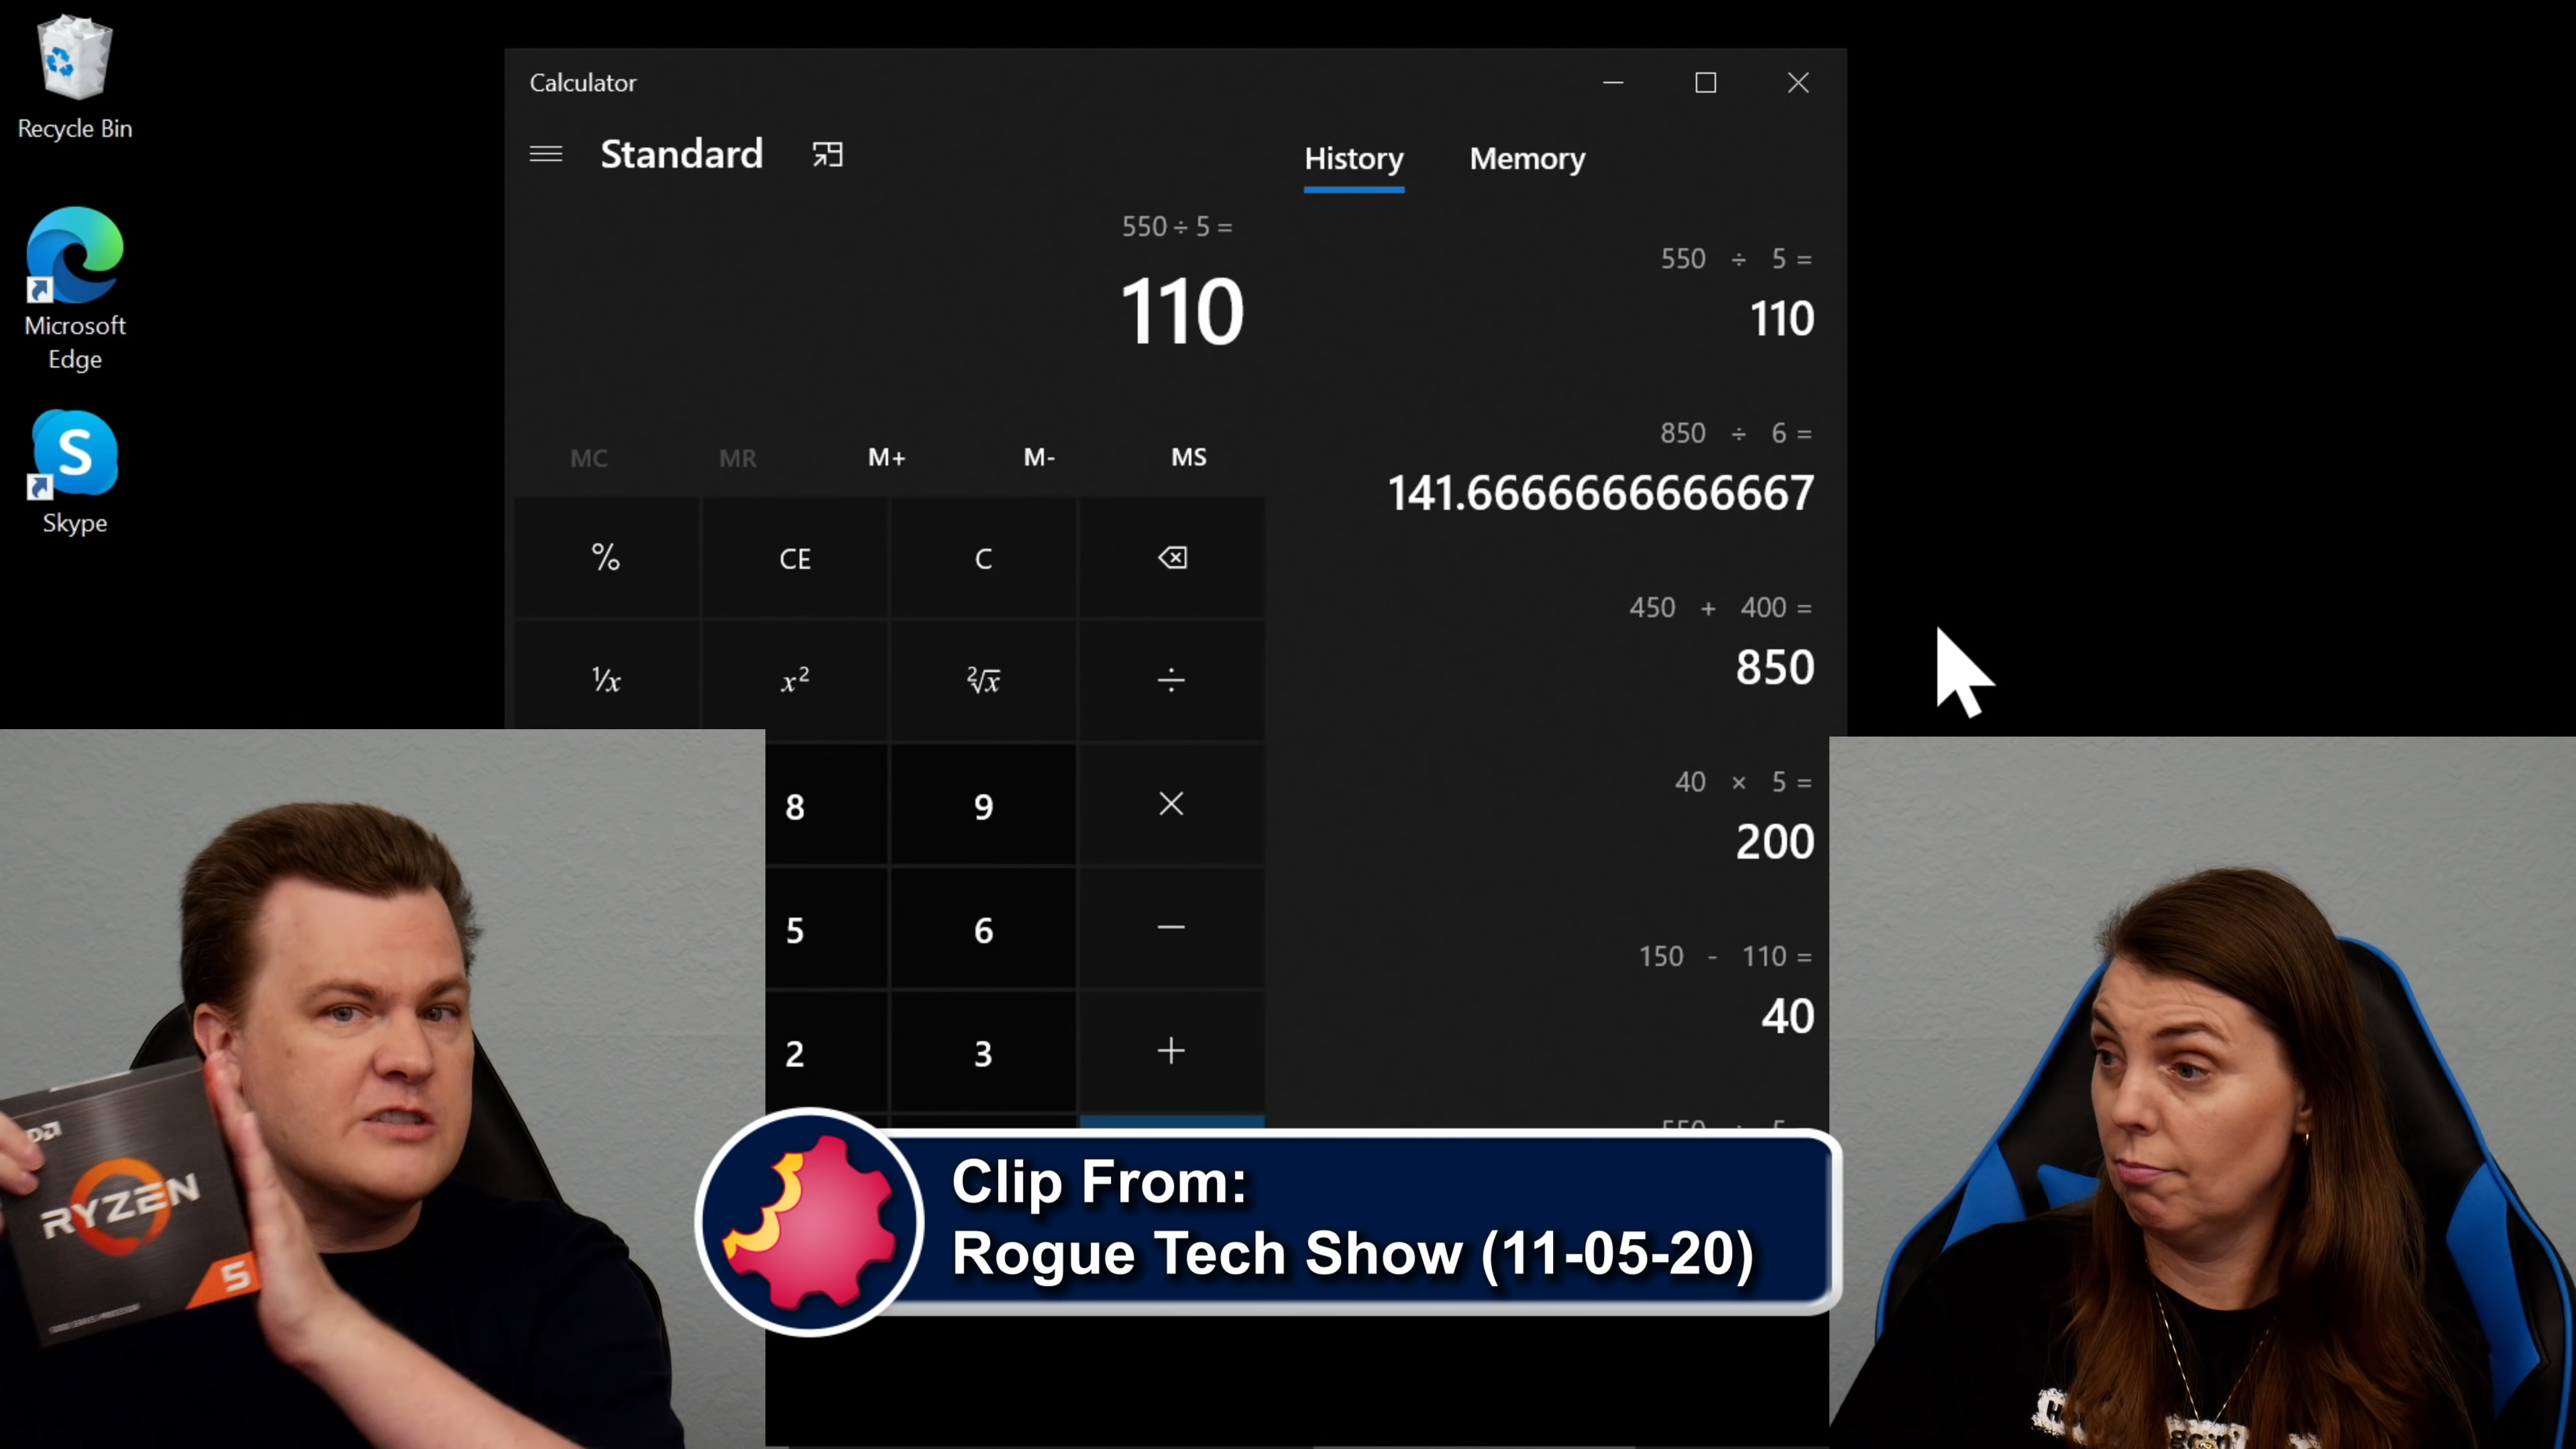 Recycle Bin
Microsoft
Edge
S
Skype
Calculator
Standard
History
Memory
550 ÷ 5 =
110
MC
MR
M+
M-
MS
%
CE
C
⅟x
x²
²√x
÷
8
9
×
5
6
−
2
3
+
550 ÷ 5 =
110
850 ÷ 6 =
141.6666666666667
450 + 400 =
850
40 × 5 =
200
150 - 110 =
40
RYZEN
5
Clip From:
Rogue Tech Show (11-05-20)